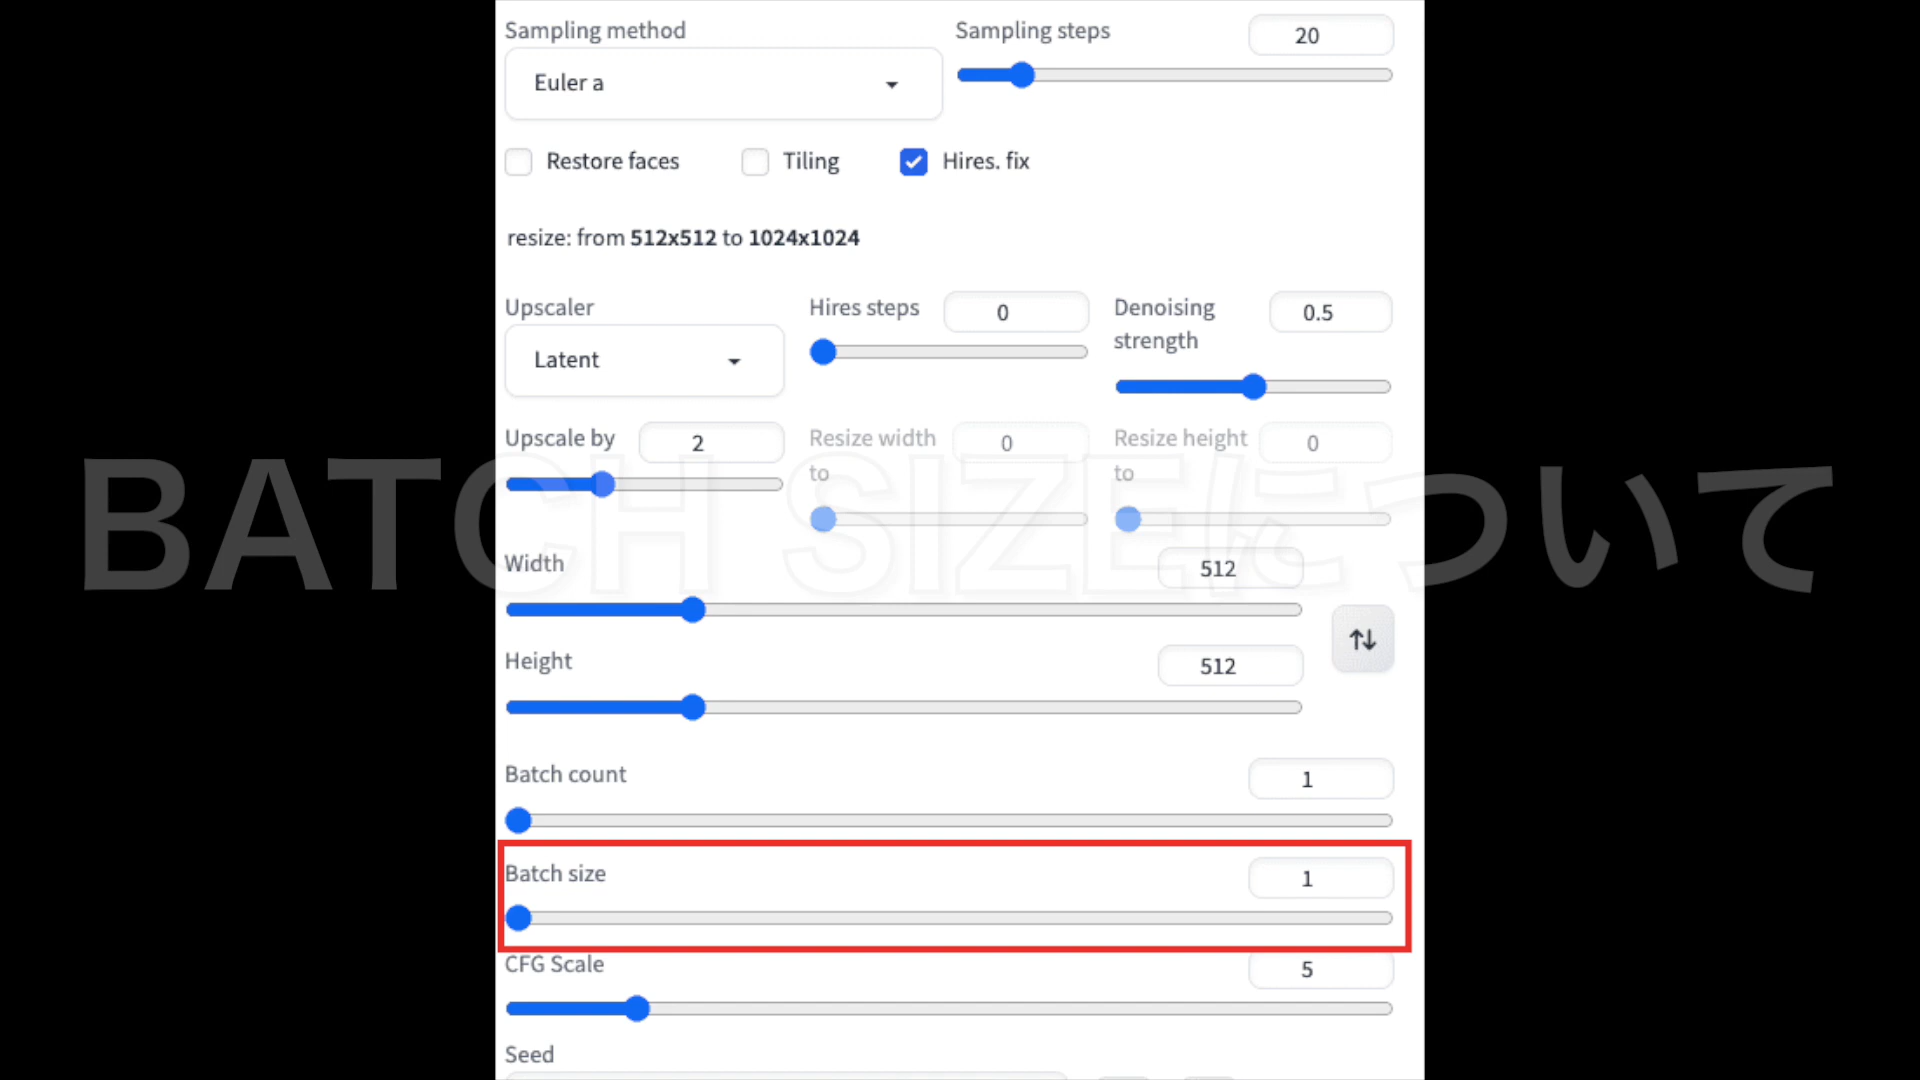 Sampling method
Euler a
Sampling steps
20
Restore faces
Tiling
Hires. fix
resize: from 512x512 to 1024x1024
Upscaler
Latent
Hires steps
0
Denoising
strength
0.5
Upscale by
2
Resize width
to
0
Resize height
to
0
BATCH SIZEについて
Width
512
Height
512
Batch count
1
Batch size
1
CFG Scale
5
Seed